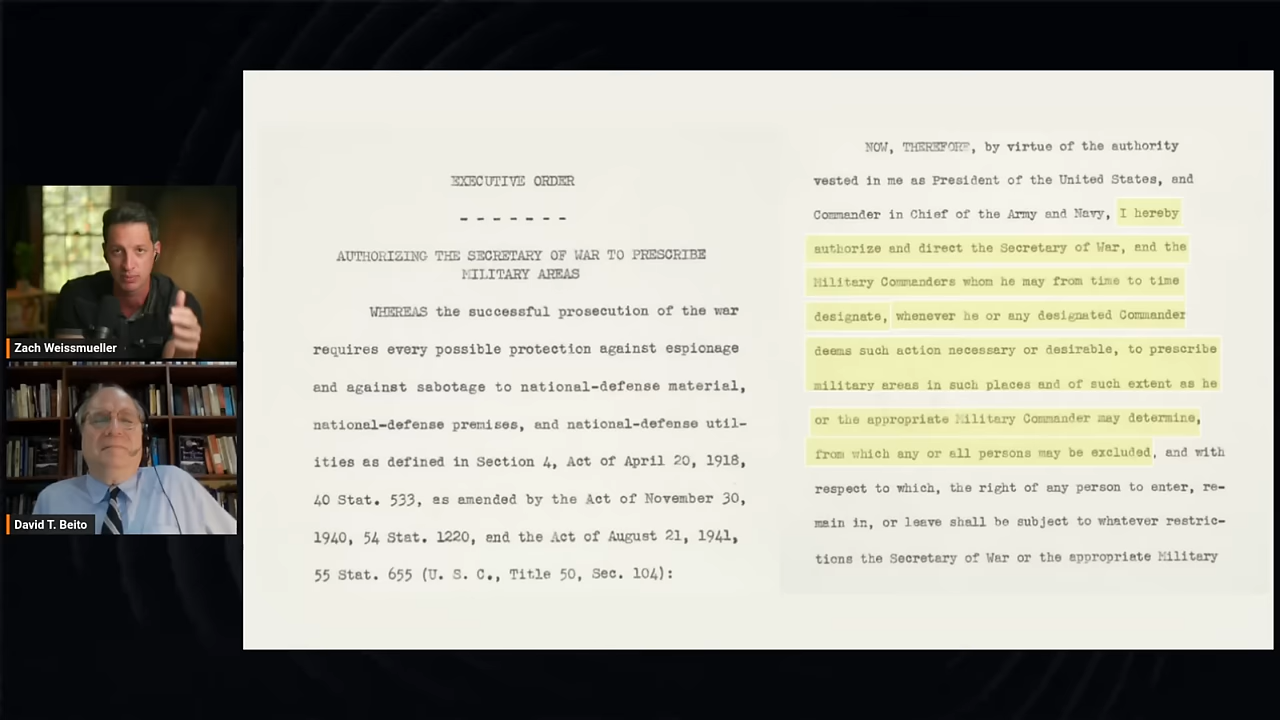 Zach Weissmueller
David T. Beito
EXECUTIVE ORDER
- - - - - - -
AUTHORIZING THE SECRETARY OF WAR TO PRESCRIBE
MILITARY AREAS
WHEREAS the successful prosecution of the war
requires every possible protection against espionage
and against sabotage to national-defense material,
national-defense premises, and national-defense util-
ities as defined in Section 4, Act of April 20, 1918,
40 Stat. 533, as amended by the Act of November 30,
1940, 54 Stat. 1220, and the Act of August 21, 1941,
55 Stat. 655 (U. S. C., Title 50, Sec. 104):
NOW, THEREFORE, by virtue of the authority
vested in me as President of the United States, and
Commander in Chief of the Army and Navy, I hereby
authorize and direct the Secretary of War, and the
Military Commanders whom he may from time to time
designate, whenever he or any designated Commander
deems such action necessary or desirable, to prescribe
military areas in such places and of such extent as he
or the appropriate Military Commander may determine,
from which any or all persons may be excluded, and with
respect to which, the right of any person to enter, re-
main in, or leave shall be subject to whatever restric-
tions the Secretary of War or the appropriate Military